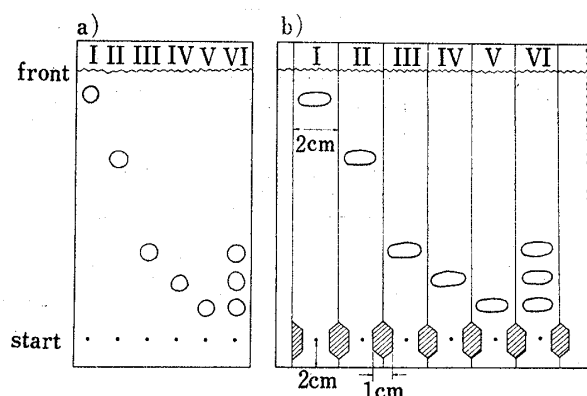 a)
I II III IV V VI
front
start
b)
I II III IV V VI
2cm
2cm
1cm